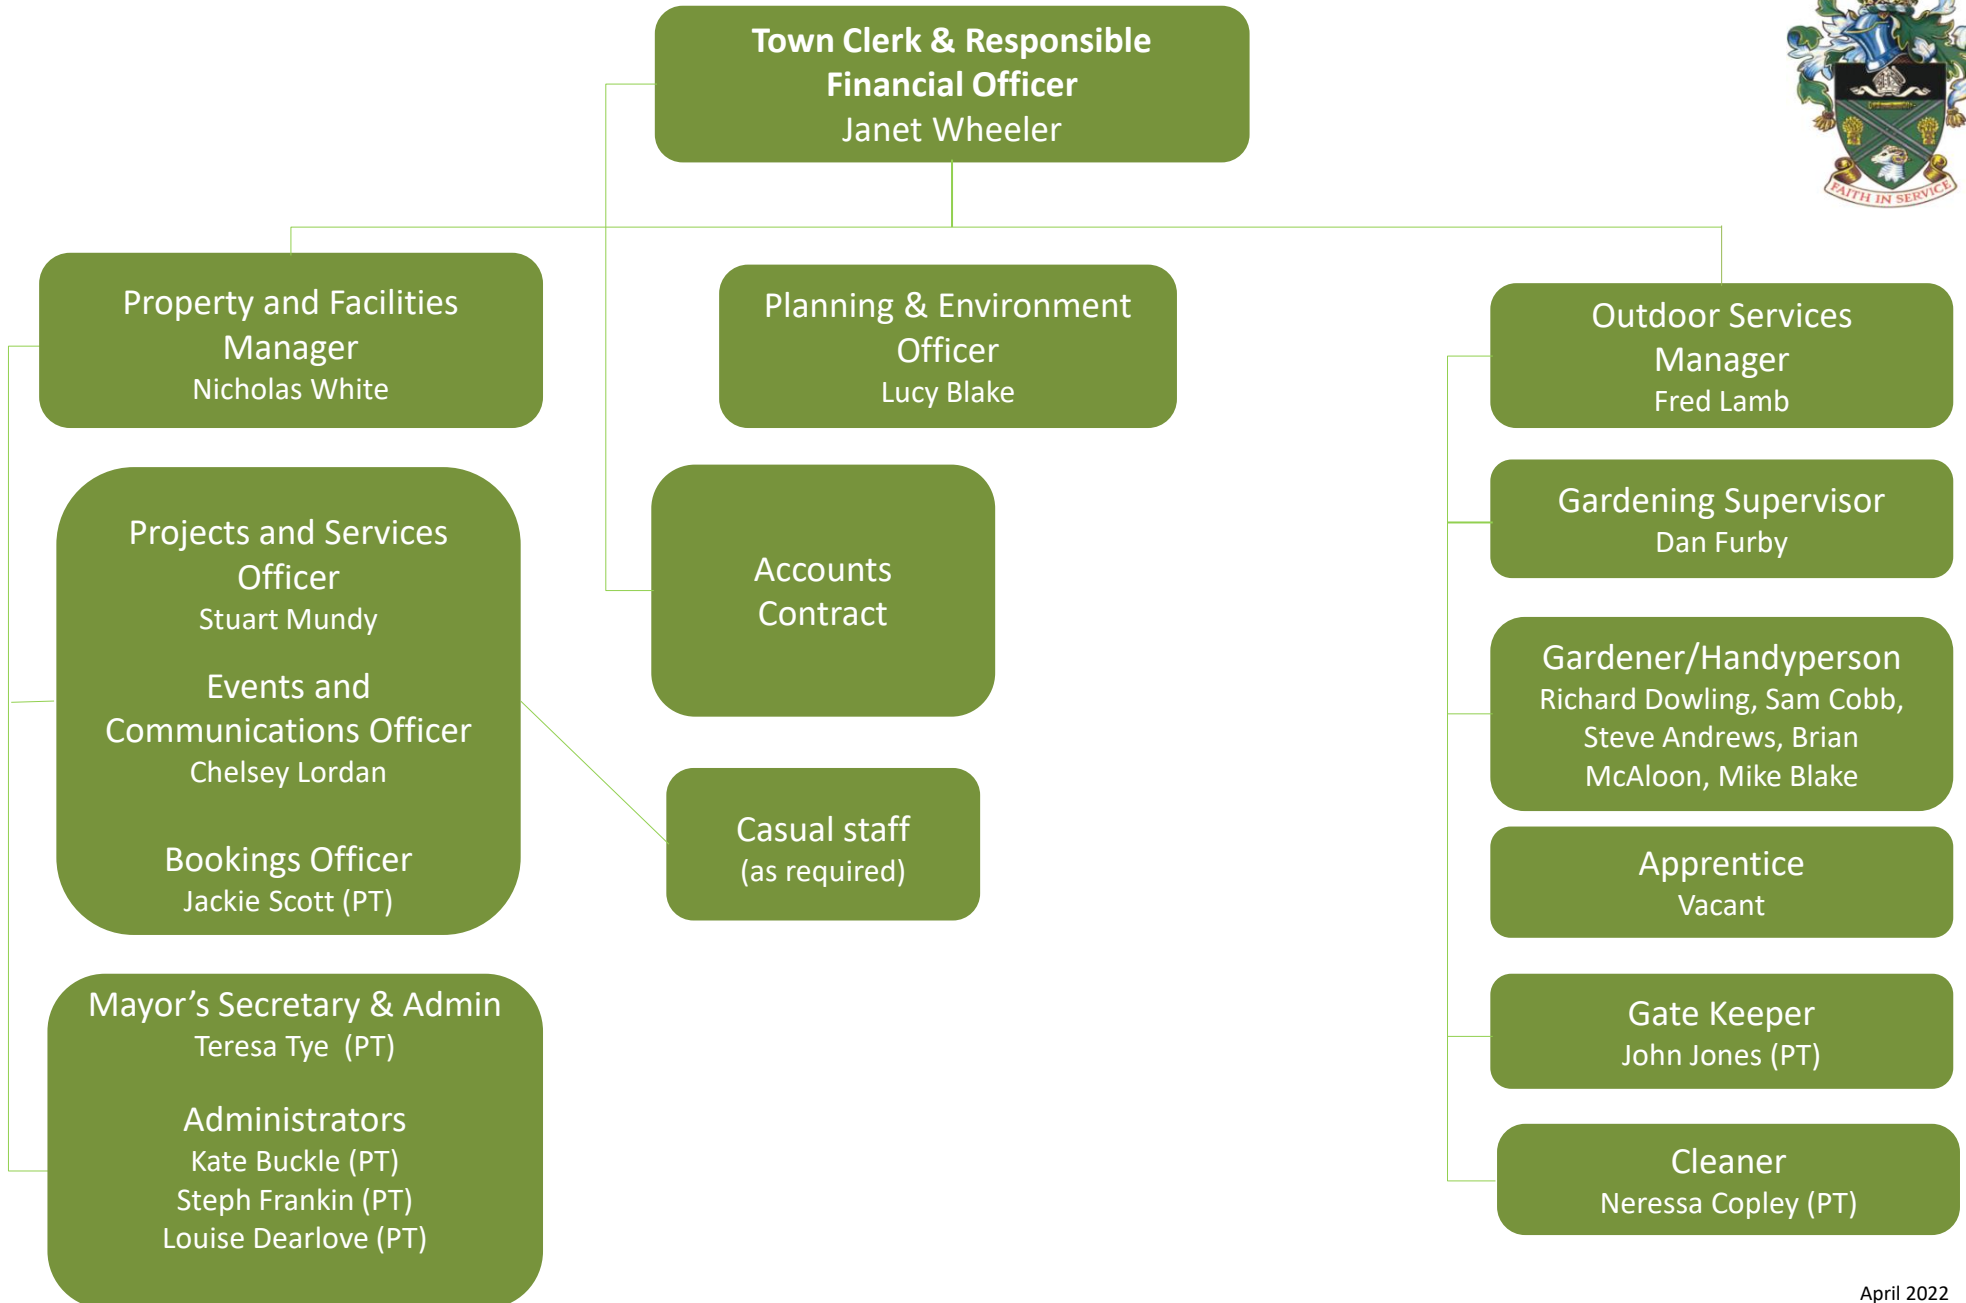 Town Clerk & Responsible
Financial Officer
Janet Wheeler
FAITH IN SERVICE
Property and Facilities
Manager
Nicholas White
Planning & Environment
Officer
Lucy Blake
Outdoor Services
Manager
Fred Lamb
Projects and Services
Officer
Stuart Mundy
Events and
Communications Officer
Chelsey Lordan
Bookings Officer
Jackie Scott (PT)
Accounts
Contract
Casual staff
(as required)
Mayor’s Secretary & Admin
Teresa Tye  (PT)
Administrators
Kate Buckle (PT)
Steph Frankin (PT)
Louise Dearlove (PT)
Gardening Supervisor
Dan Furby
Gardener/Handyperson
Richard Dowling, Sam Cobb,
Steve Andrews, Brian
McAloon, Mike Blake
Apprentice
Vacant
Gate Keeper
John Jones (PT)
Cleaner
Neressa Copley (PT)
April 2022